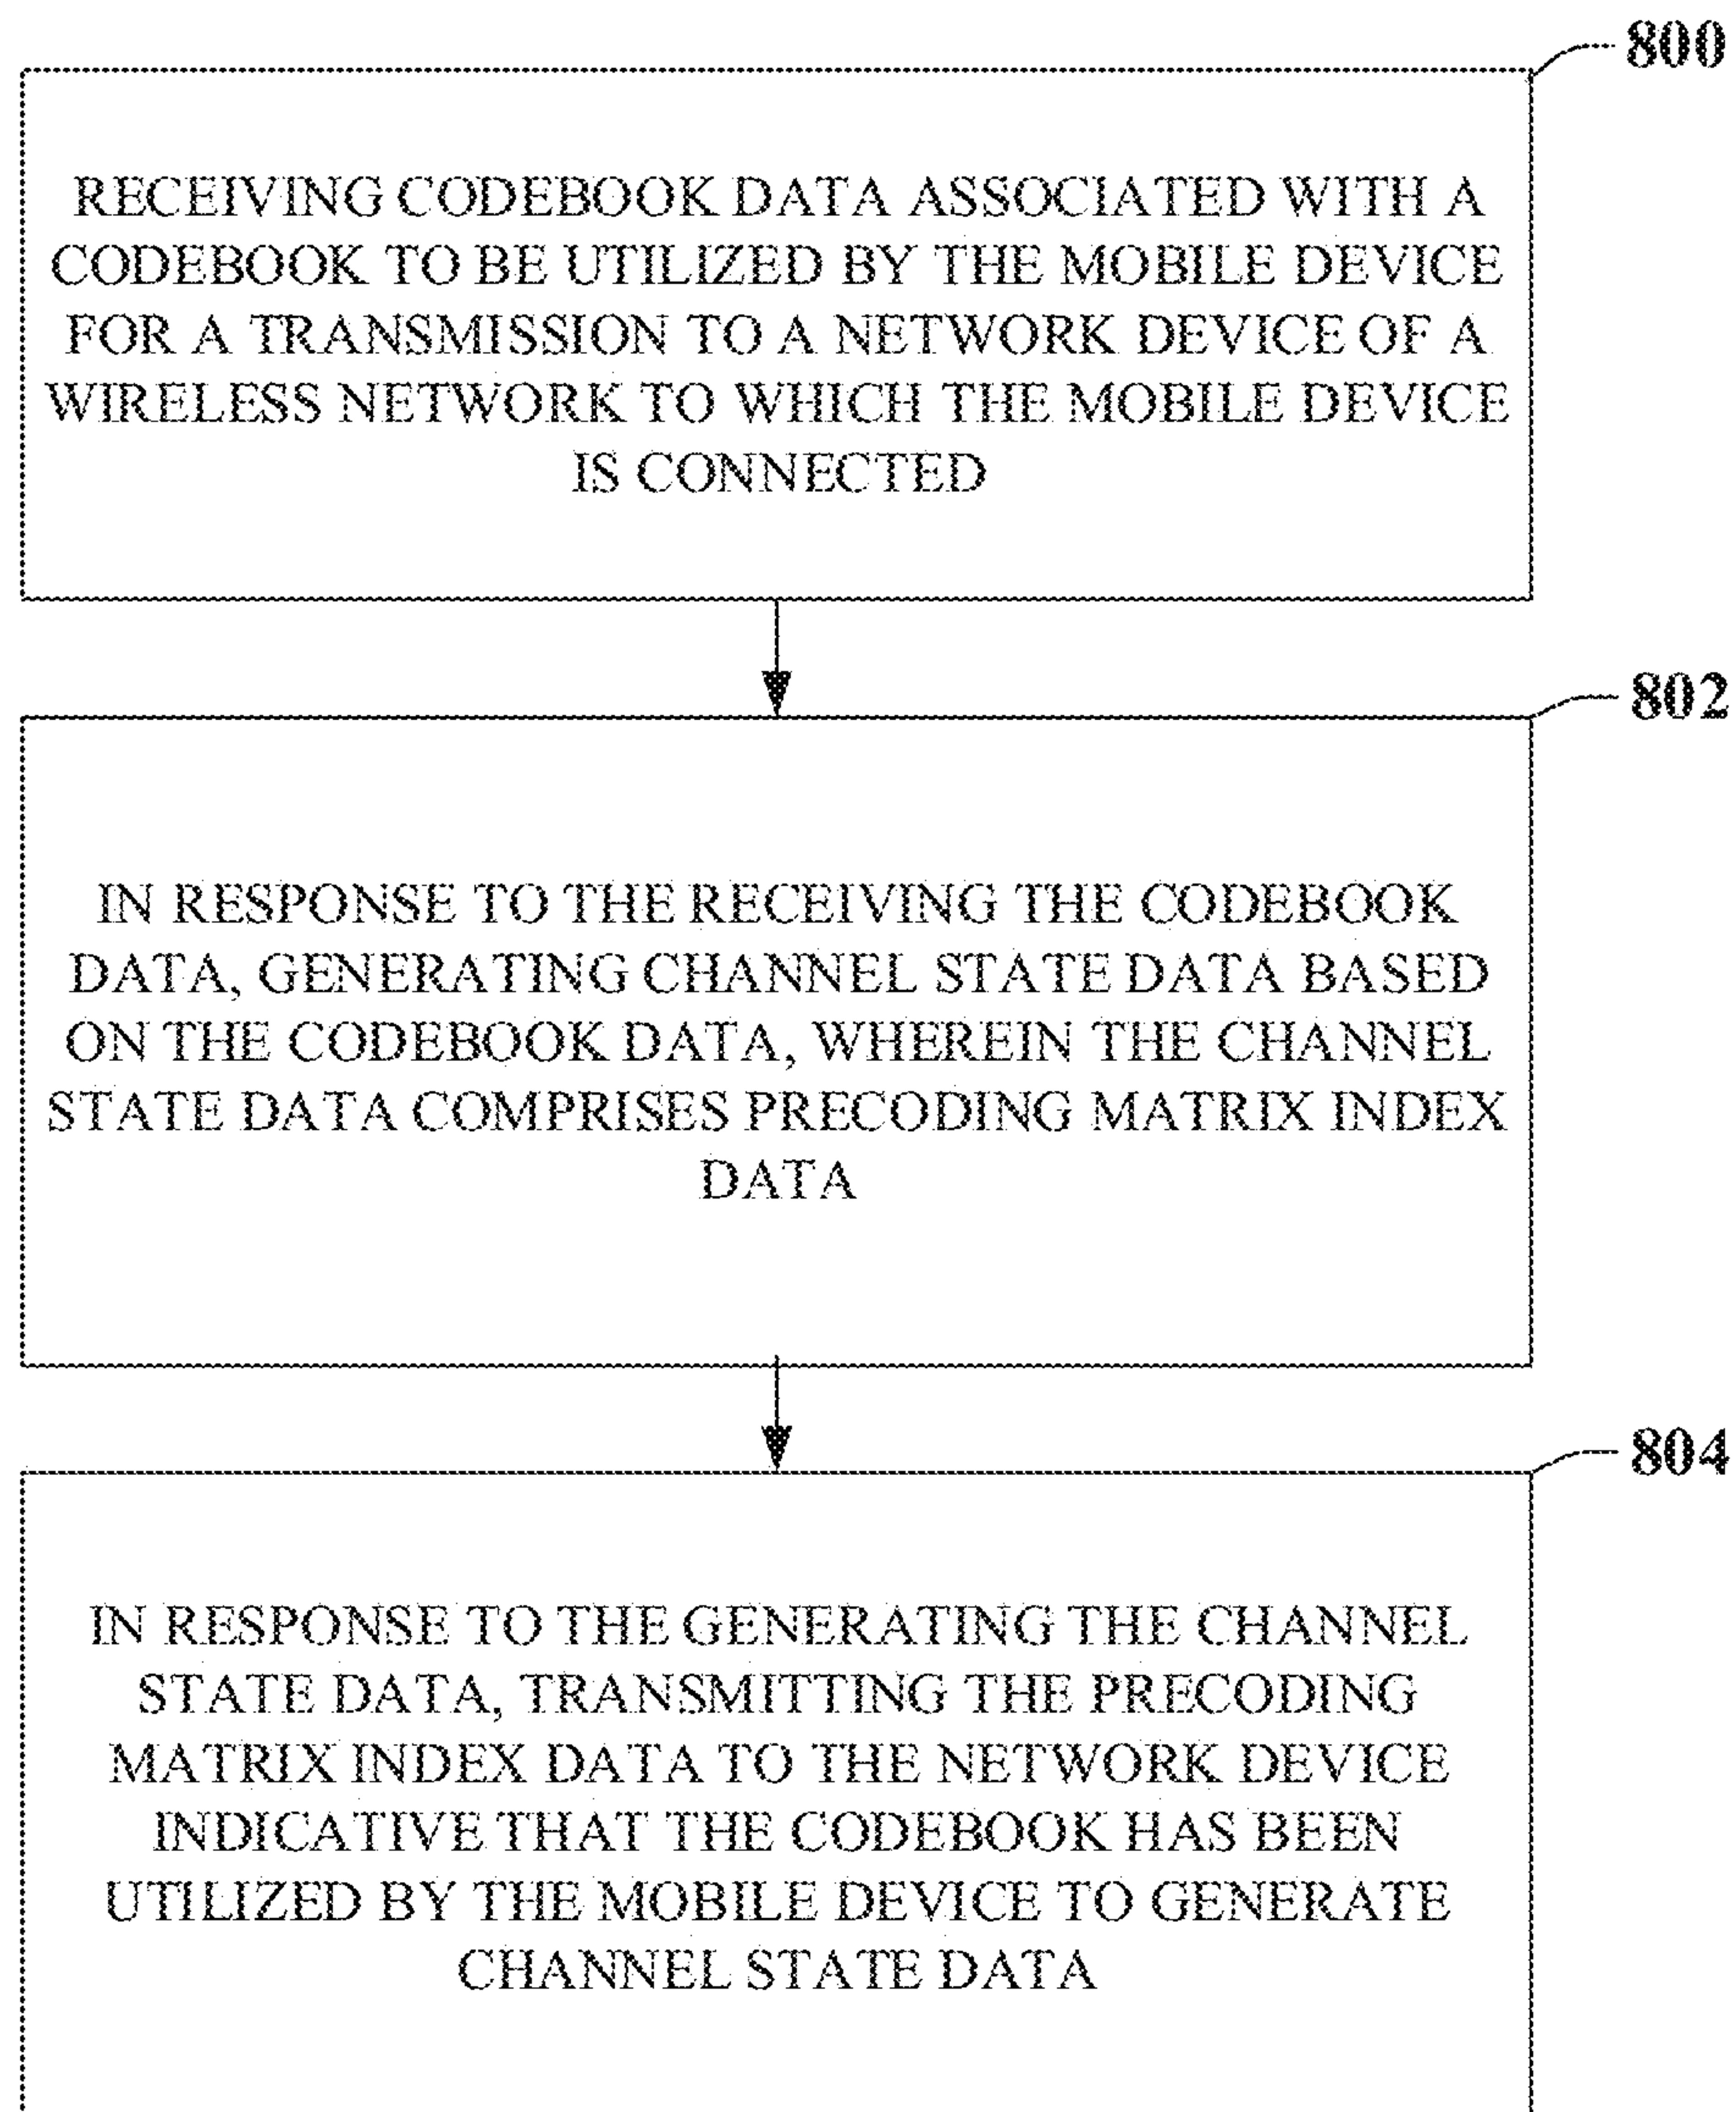 800
RECEIVING CODEBOOK DATA ASSOCIATED WITH A
CODEBOOK TO BE UTILIZED BY THE MOBILE DEVICE
FOR A TRANSMISSION TO A NETWORK DEVICE OF A
WIRELESS NETWORK TO WHICH THE MOBILE DEVICE
IS CONNECTED
802
IN RESPONSE TO THE RECEIVING THE CODEBOOK
DATA, GENERATING CHANNEL STATE DATA BASED
ON THE CODEBOOK DATA, WHEREIN THE CHANNEL
STATE DATA COMPRISES PRECODING MATRIX INDEX
DATA
804
IN RESPONSE TO THE GENERATING THE CHANNEL
STATE DATA, TRANSMITTING THE PRECODING
MATRIX INDEX DATA TO THE NETWORK DEVICE
INDICATIVE THAT THE CODEBOOK HAS BEEN
UTILIZED BY THE MOBILE DEVICE TO GENERATE
CHANNEL STATE DATA